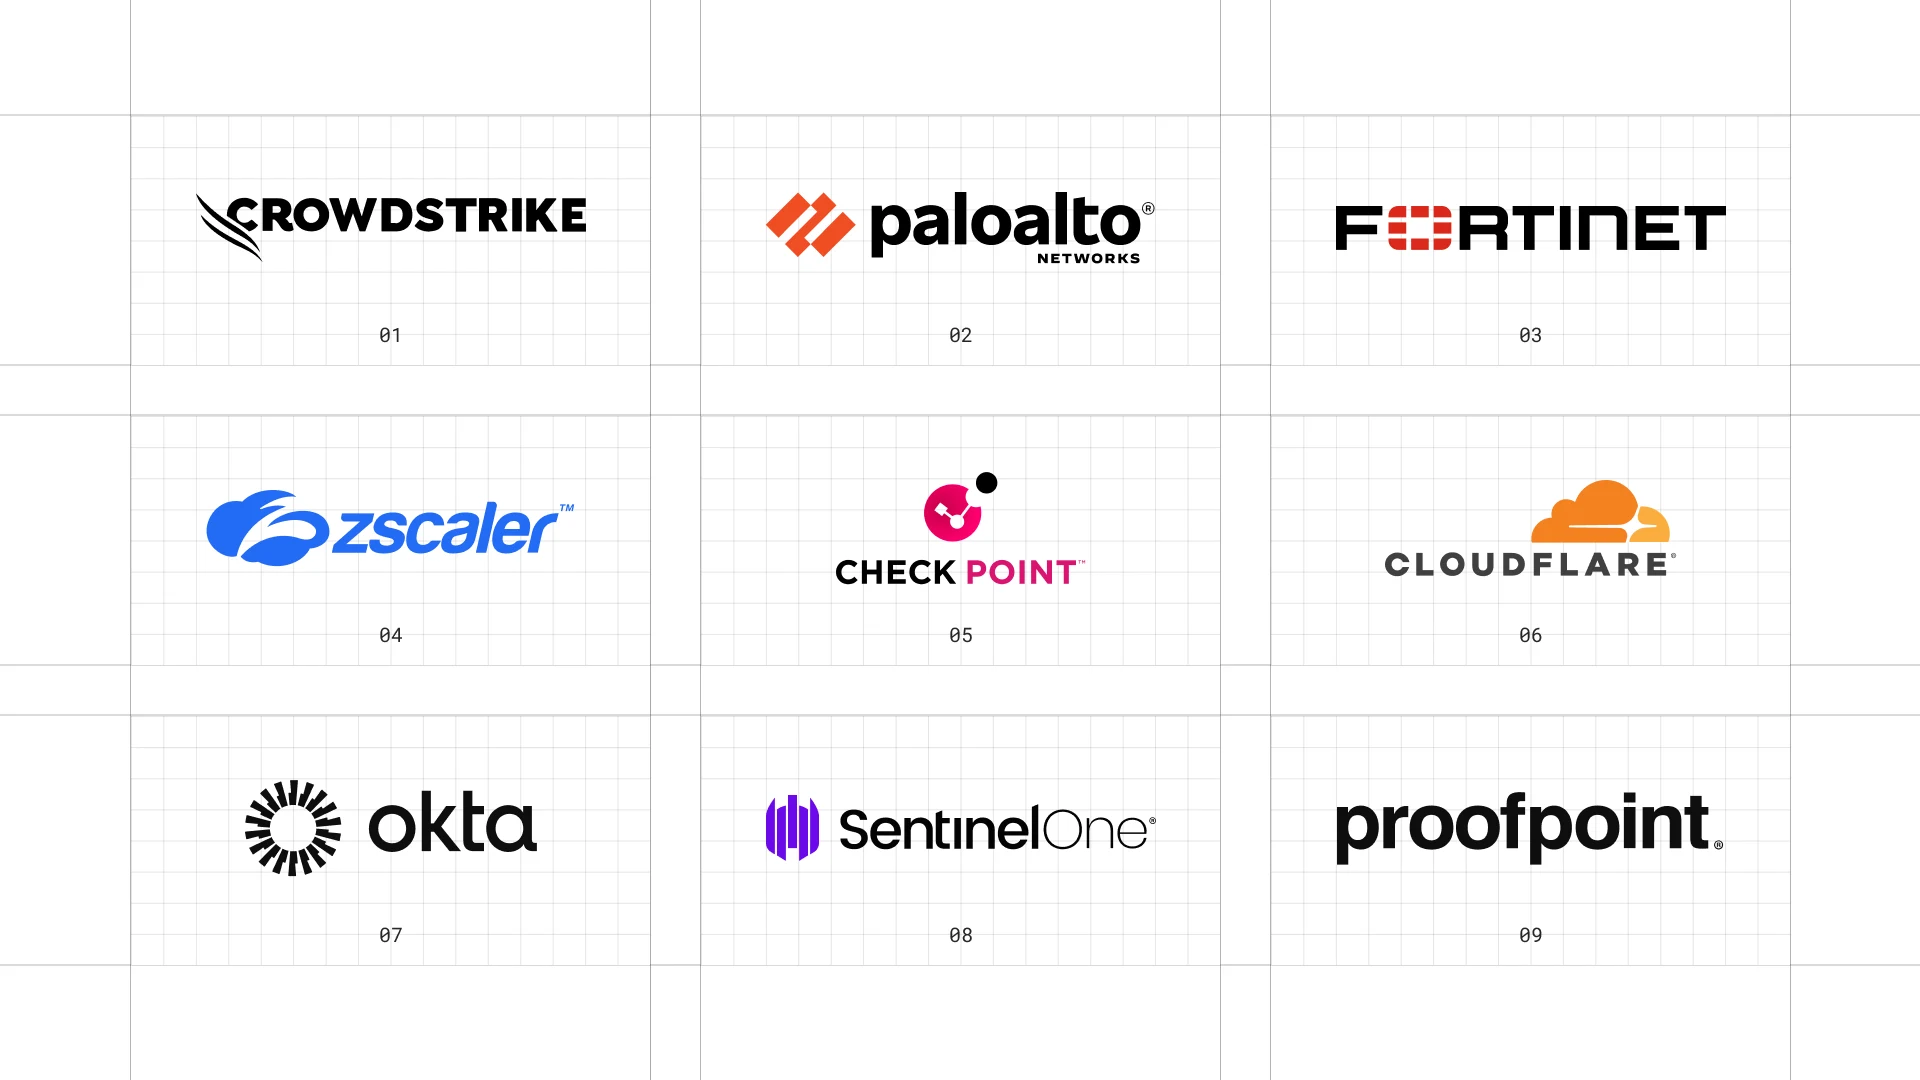 CROWDSTRIKE
01
paloalto®
NETWORKS
02
FORTINET
03
zscaler™
04
CHECK POINT™
05
CLOUDFLARE®
06
okta
07
SentinelOne®
08
proofpoint®
09